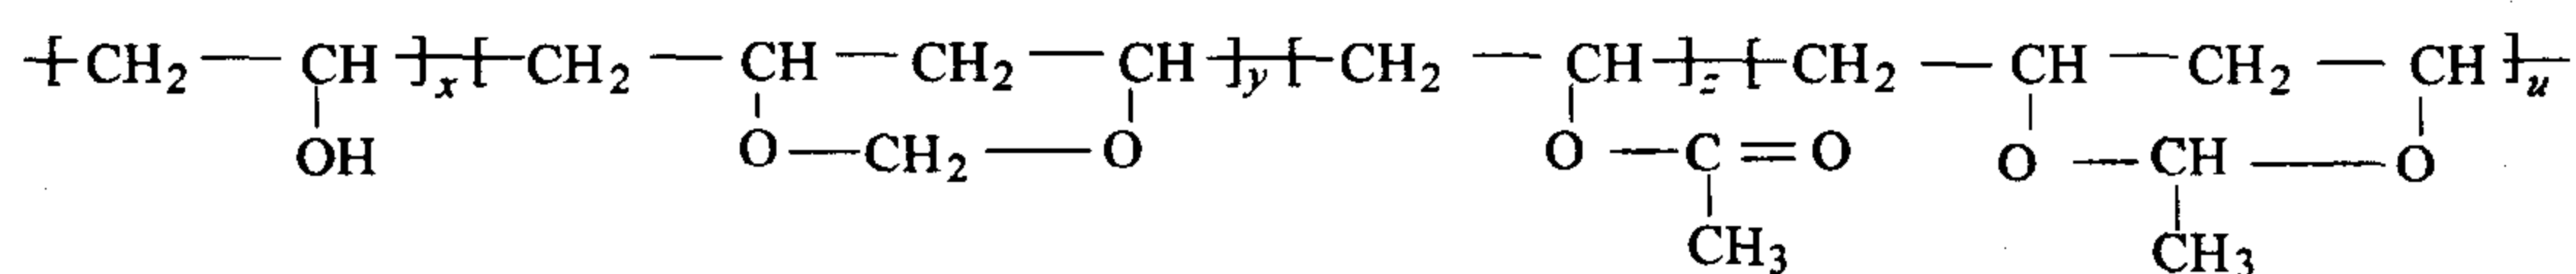 [CH₂—CH]x[CH₂—CH—CH₂—CH]y[CH₂—CH]z[CH₂—CH—CH₂—CH]u
OH O—CH₂—O O—C=O O—CH—O
CH₃ CH₃